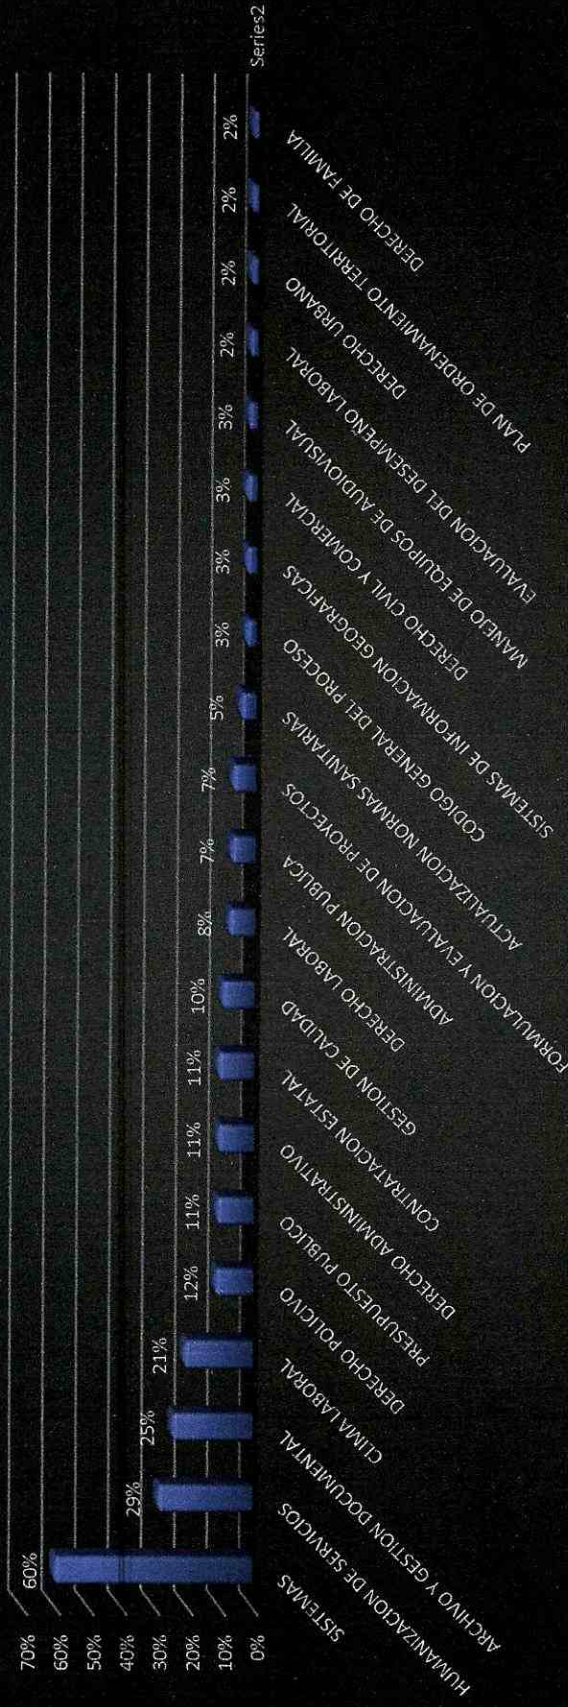 70%
60%
50%
40%
30%
20%
10%
0%
60%
29%
25%
21%
12%
11%
11%
11%
10%
8%
7%
7%
5%
3%
3%
3%
3%
2%
2%
2%
2%
SISTEMAS
HUMANIZACION DE SERVICIOS
ARCHIVO Y GESTION DOCUMENTAL
CLIMA LABORAL
DERECHO POLICIVO
PRESUPUESTO PUBLICO
DERECHO ADMINISTRATIVO
CONTRATACION ESTATAL
GESTION DE CALIDAD
DERECHO LABORAL
ADMINISTRACION PUBLICA
FORMULACION Y EVALUACION DE PROYECTOS
ACTUALIZACION NORMAS SANITARIAS
CODIGO GENERAL DEL PROCESO
SISTEMAS DE INFORMACION GEOGRAFICAS
DERECHO CIVIL Y COMERCIAL
MANEJO DE EQUIPOS DE AUDIOVISUAL
EVALUACION DEL DESEMPEÑO LABORAL
DERECHO URBANO
PLAN DE ORDENAMIENTO TERRITORIAL
DERECHO DE FAMILIA
Series2